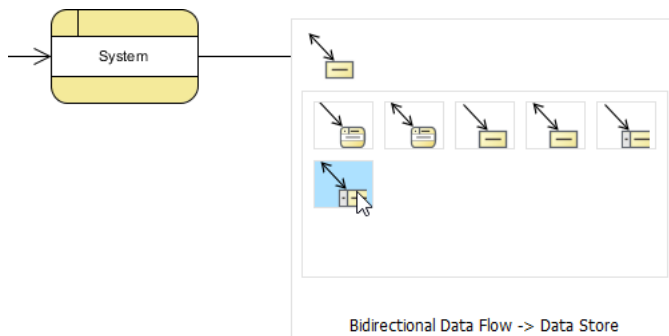 System
Bidirectional Data Flow -> Data Store